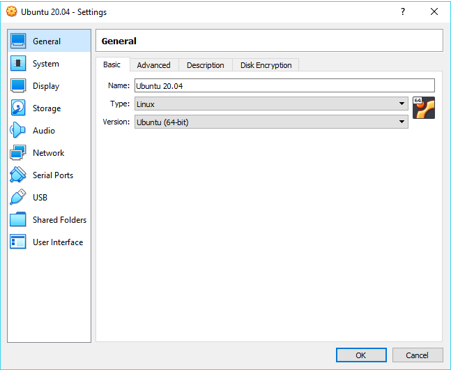 Ubuntu 20.04 - Settings
General
System
Display
Storage
Audio
Network
Serial Ports
USB
Shared Folders
User Interface
General
Basic Advanced Description Disk Encryption
Name: Ubuntu 20.04
Type: Linux
Version: Ubuntu (64-bit)
64
OK Cancel